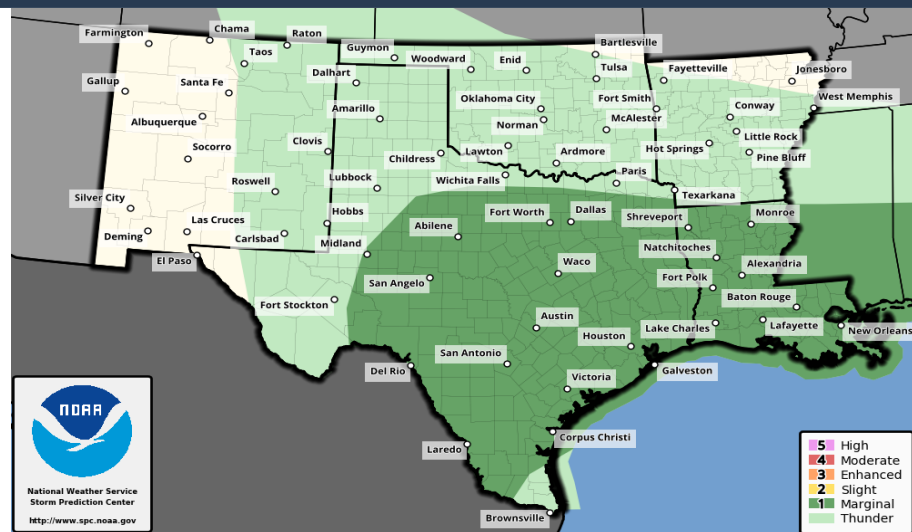 Farmington
Chama
Raton
Taos
Guymon
Woodward
Enid
Bartlesville
Tulsa
Fayetteville
Jonesboro
Gallup
Santa Fe
Dalhart
Amarillo
Oklahoma City
Fort Smith
Conway
West Memphis
Albuquerque
Norman
McAlester
Little Rock
Socorro
Clovis
Childress
Lawton
Ardmore
Hot Springs
Pine Bluff
Roswell
Lubbock
Wichita Falls
Paris
Texarkana
Silver City
Las Cruces
Hobbs
Abilene
Fort Worth
Dallas
Shreveport
Monroe
Deming
Carlsbad
Midland
El Paso
Natchitoches
San Angelo
Waco
Alexandria
Fort Polk
Fort Stockton
Baton Rouge
Austin
Houston
Lake Charles
Lafayette
New Orleans
San Antonio
Del Rio
Galveston
Victoria
Laredo
Corpus Christi
Brownsville
NOAA
National Weather Service
Storm Prediction Center
http://www.spc.noaa.gov
5 High
4 Moderate
3 Enhanced
2 Slight
1 Marginal
Thunder